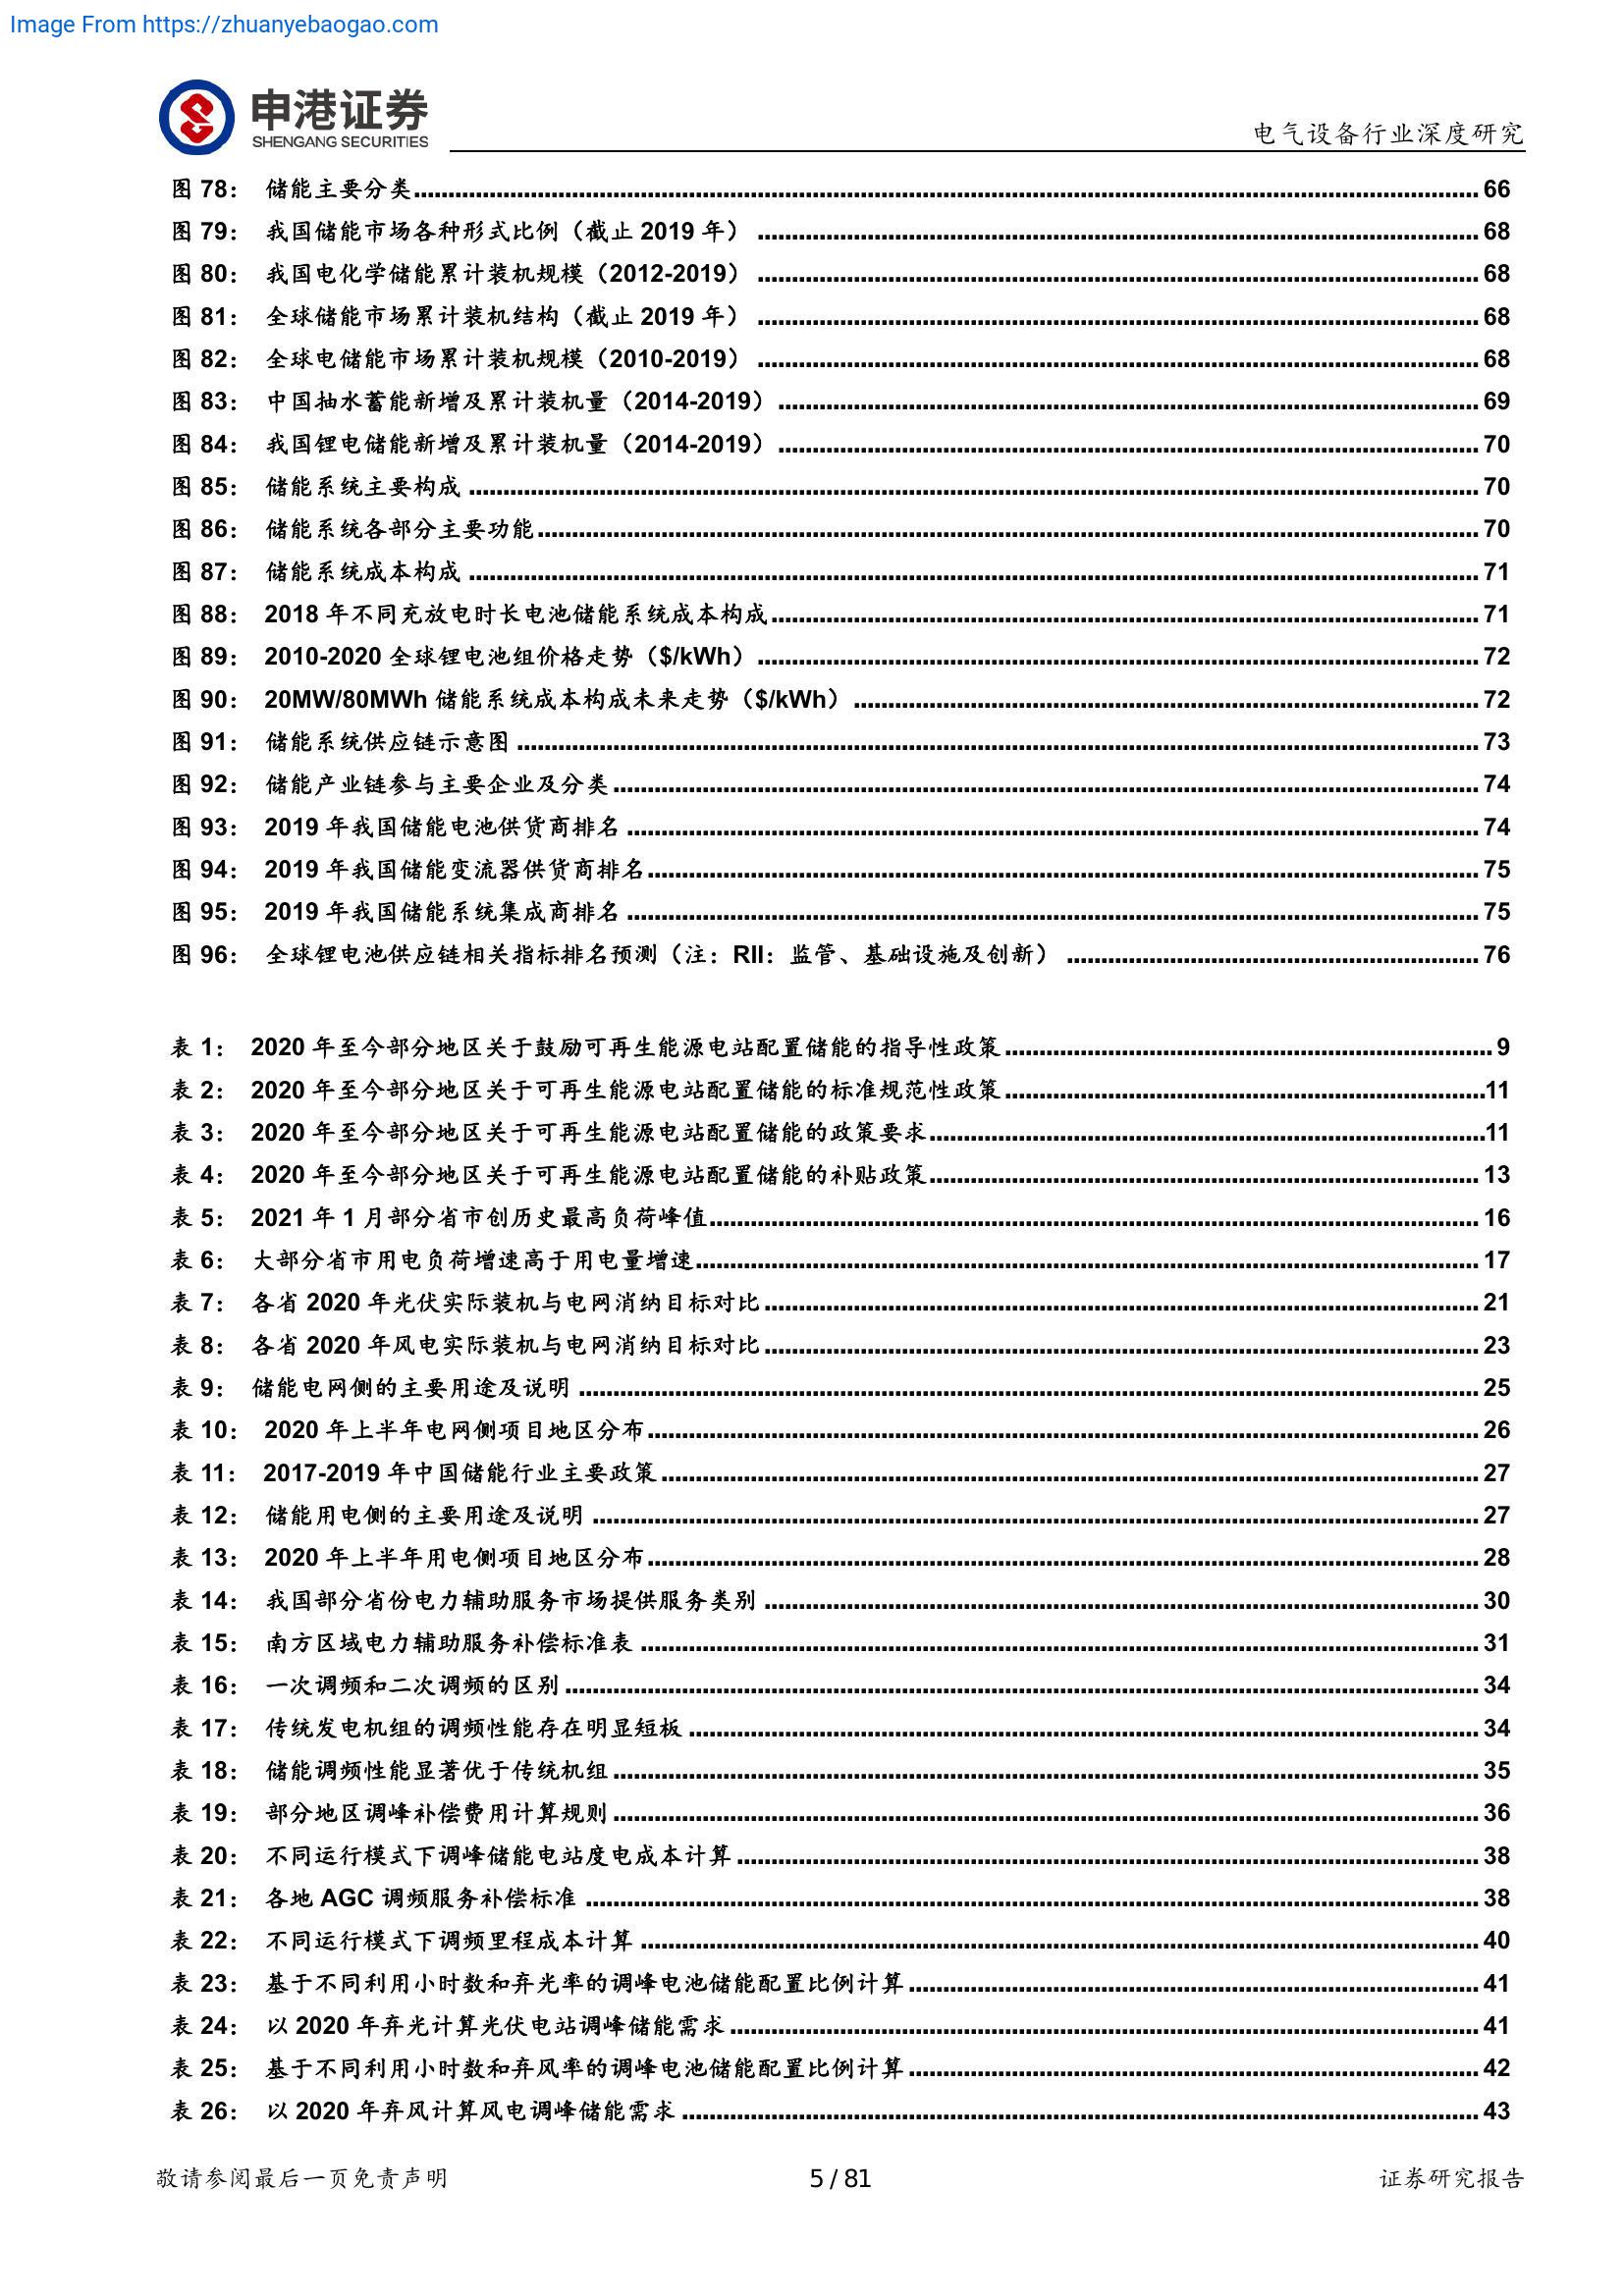 Image From https://zhuanyebaogao.com
申港证券
SHENGANG SECURITIES
电气设备行业深度研究
图 78： 储能主要分类 66
图 79： 我国储能市场各种形式比例（截止 2019 年） 68
图 80： 我国电化学储能累计装机规模（2012-2019） 68
图 81： 全球储能市场累计装机结构（截止 2019 年） 68
图 82： 全球电储能市场累计装机规模（2010-2019） 68
图 83： 中国抽水蓄能新增及累计装机量（2014-2019） 69
图 84： 我国锂电储能新增及累计装机量（2014-2019） 70
图 85： 储能系统主要构成 70
图 86： 储能系统各部分主要功能 70
图 87： 储能系统成本构成 71
图 88： 2018 年不同充放电时长电池储能系统成本构成 71
图 89： 2010-2020 全球锂电池组价格走势（$/kWh） 72
图 90： 20MW/80MWh 储能系统成本构成未来走势（$/kWh） 72
图 91： 储能系统供应链示意图 73
图 92： 储能产业链参与主要企业及分类 74
图 93： 2019 年我国储能电池供货商排名 74
图 94： 2019 年我国储能变流器供货商排名 75
图 95： 2019 年我国储能系统集成商排名 75
图 96： 全球锂电池供应链相关指标排名预测（注：RII：监管、基础设施及创新） 76
表 1： 2020 年至今部分地区关于鼓励可再生能源电站配置储能的指导性政策 9
表 2： 2020 年至今部分地区关于可再生能源电站配置储能的标准规范性政策 11
表 3： 2020 年至今部分地区关于可再生能源电站配置储能的政策要求 11
表 4： 2020 年至今部分地区关于可再生能源电站配置储能的补贴政策 13
表 5： 2021 年 1 月部分省市创历史最高负荷峰值 16
表 6： 大部分省市用电负荷增速高于用电量增速 17
表 7： 各省 2020 年光伏实际装机与电网消纳目标对比 21
表 8： 各省 2020 年风电实际装机与电网消纳目标对比 23
表 9： 储能电网侧的主要用途及说明 25
表 10： 2020 年上半年电网侧项目地区分布 26
表 11： 2017-2019 年中国储能行业主要政策 27
表 12： 储能用电侧的主要用途及说明 27
表 13： 2020 年上半年用电侧项目地区分布 28
表 14： 我国部分省份电力辅助服务市场提供服务类别 30
表 15： 南方区域电力辅助服务补偿标准表 31
表 16： 一次调频和二次调频的区别 34
表 17： 传统发电机组的调频性能存在明显短板 34
表 18： 储能调频性能显著优于传统机组 35
表 19： 部分地区调峰补偿费用计算规则 36
表 20： 不同运行模式下调峰储能电站度电成本计算 38
表 21： 各地 AGC 调频服务补偿标准 38
表 22： 不同运行模式下调频里程成本计算 40
表 23： 基于不同利用小时数和弃光率的调峰电池储能配置比例计算 41
表 24： 以 2020 年弃光计算光伏电站调峰储能需求 41
表 25： 基于不同利用小时数和弃风率的调峰电池储能配置比例计算 42
表 26： 以 2020 年弃风计算风电调峰储能需求 43
敬请参阅最后一页免责声明 5 / 81 证券研究报告